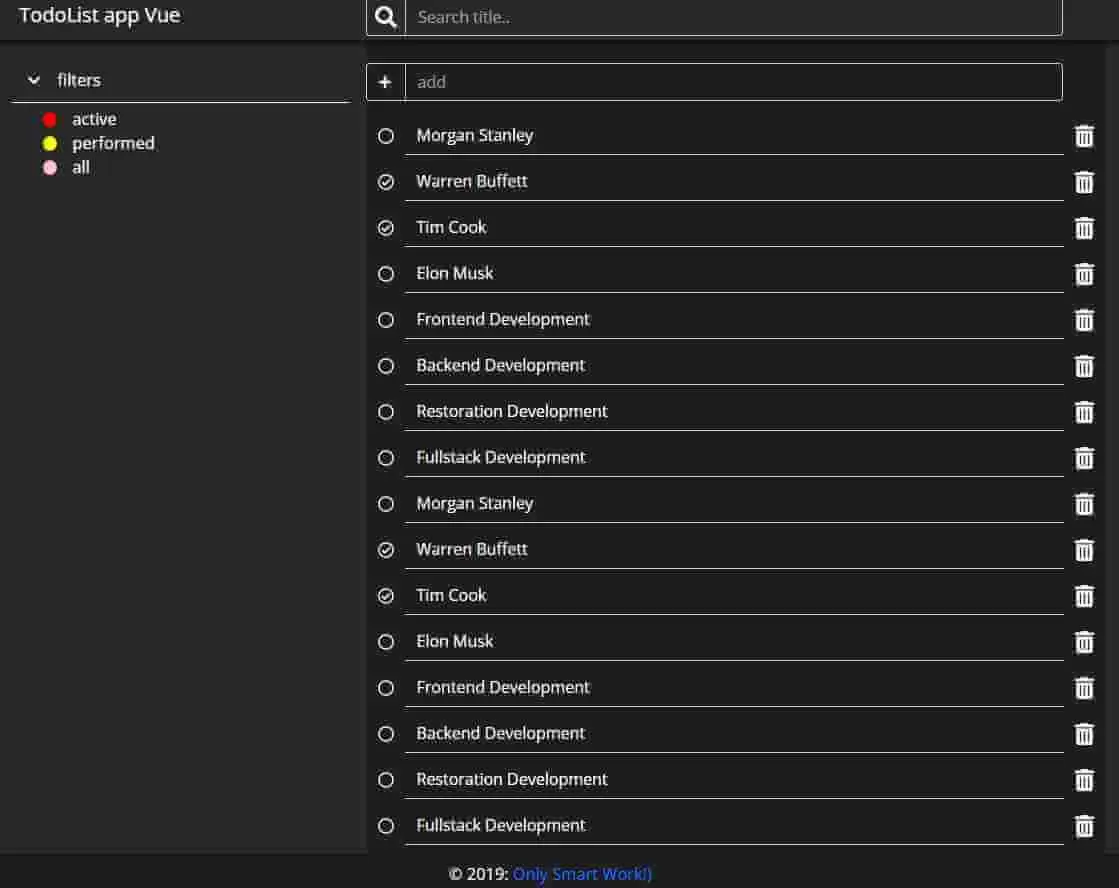 TodoList app Vue
Search title..
filters
active
performed
all
add
Morgan Stanley
Warren Buffett
Tim Cook
Elon Musk
Frontend Development
Backend Development
Restoration Development
Fullstack Development
Morgan Stanley
Warren Buffett
Tim Cook
Elon Musk
Frontend Development
Backend Development
Restoration Development
Fullstack Development
© 2019: Only Smart Work!)